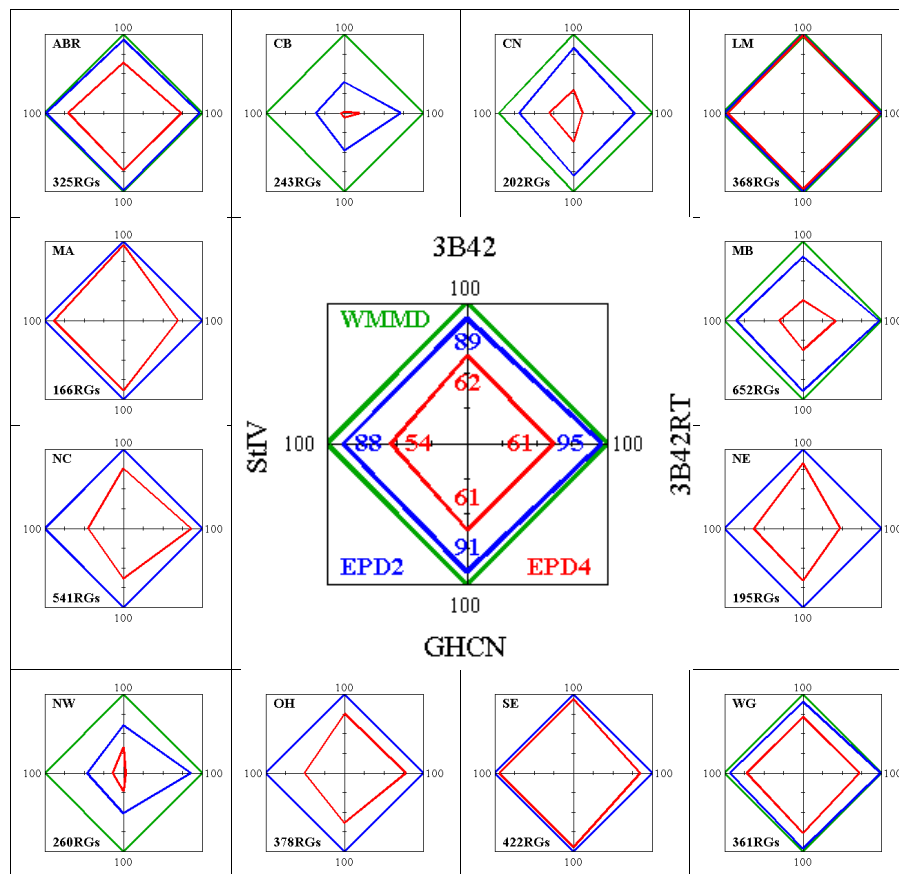 ABR
100
100
100
325RGs
100
CB
100
100
100
243RGs
100
CN
100
100
100
202RGs
100
LM
100
100
100
368RGs
100
MA
100
100
100
166RGs
100
3B42
100
WMMD
89
62
StIV
100
88
54
61
95
100
3B42RT
61
91
EPD2
EPD4
100
GHCN
MB
100
100
100
652RGs
100
NC
100
100
100
541RGs
100
NE
100
100
100
195RGs
100
NW
100
100
100
260RGs
100
OH
100
100
100
378RGs
100
SE
100
100
100
422RGs
100
WG
100
100
100
361RGs
100